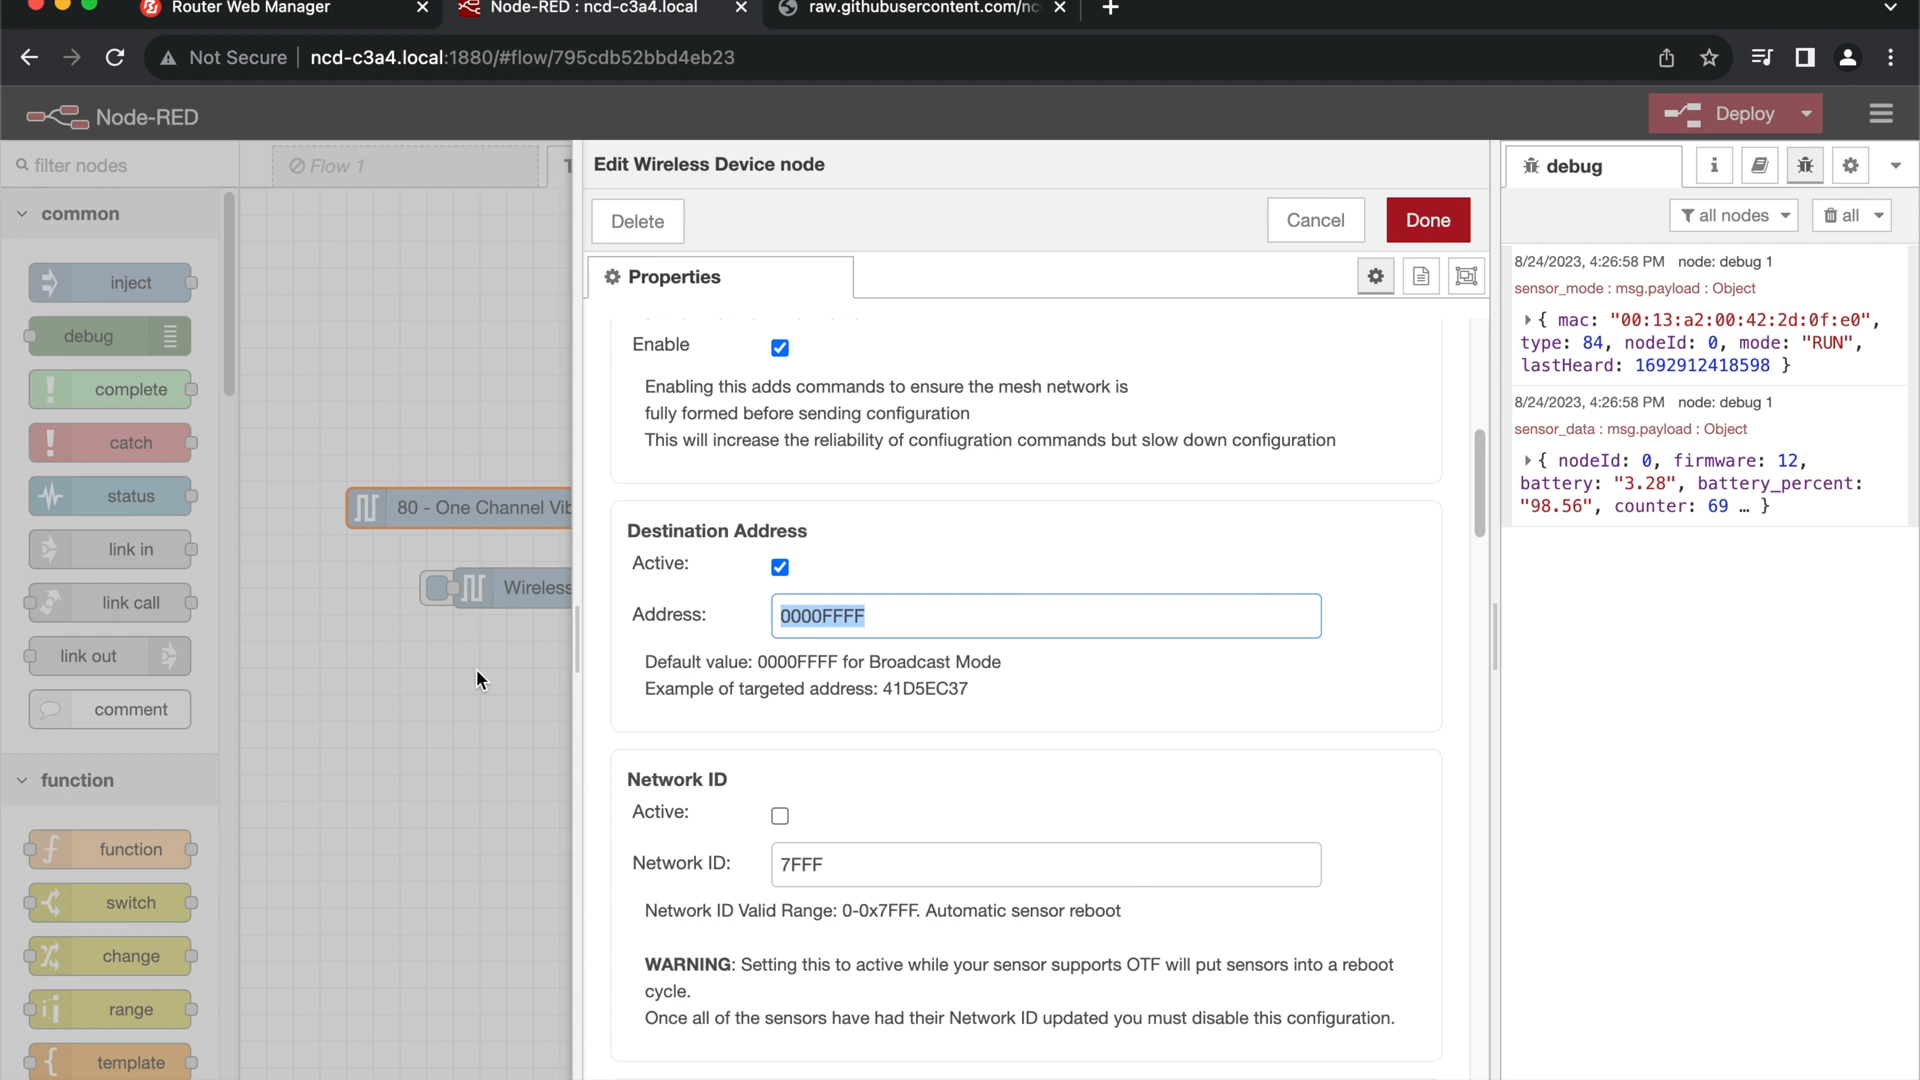 Router Web Manager
Node-RED : ncd-c3a4.local
raw.githubusercontent.com/nc
Not Secure
ncd-c3a4.local:1880/#flow/795cdb52bbd4eb23
Node-RED
Deploy
filter nodes
Flow 1
common
inject
debug
complete
catch
status
link in
link call
link out
comment
function
function
switch
change
range
template
80 - One Channel Vib
Wireless
Edit Wireless Device node
Delete
Cancel
Done
Properties
Enable
Enabling this adds commands to ensure the mesh network is
fully formed before sending configuration
This will increase the reliability of confiugration commands but slow down configuration
Destination Address
Active:
Address:
0000FFFF
Default value: 0000FFFF for Broadcast Mode
Example of targeted address: 41D5EC37
Network ID
Active:
Network ID:
7FFF
Network ID Valid Range: 0-0x7FFF. Automatic sensor reboot
WARNING: Setting this to active while your sensor supports OTF will put sensors into a reboot
cycle.
Once all of the sensors have had their Network ID updated you must disable this configuration.
debug
all nodes
all
8/24/2023, 4:26:58 PM node: debug 1
sensor_mode : msg.payload : Object
{ mac: "00:13:a2:00:42:2d:0f:e0",
type: 84, nodeId: 0, mode: "RUN",
lastHeard: 1692912418598 }
8/24/2023, 4:26:58 PM node: debug 1
sensor_data : msg.payload : Object
{ nodeId: 0, firmware: 12,
battery: "3.28", battery_percent:
"98.56", counter: 69 … }